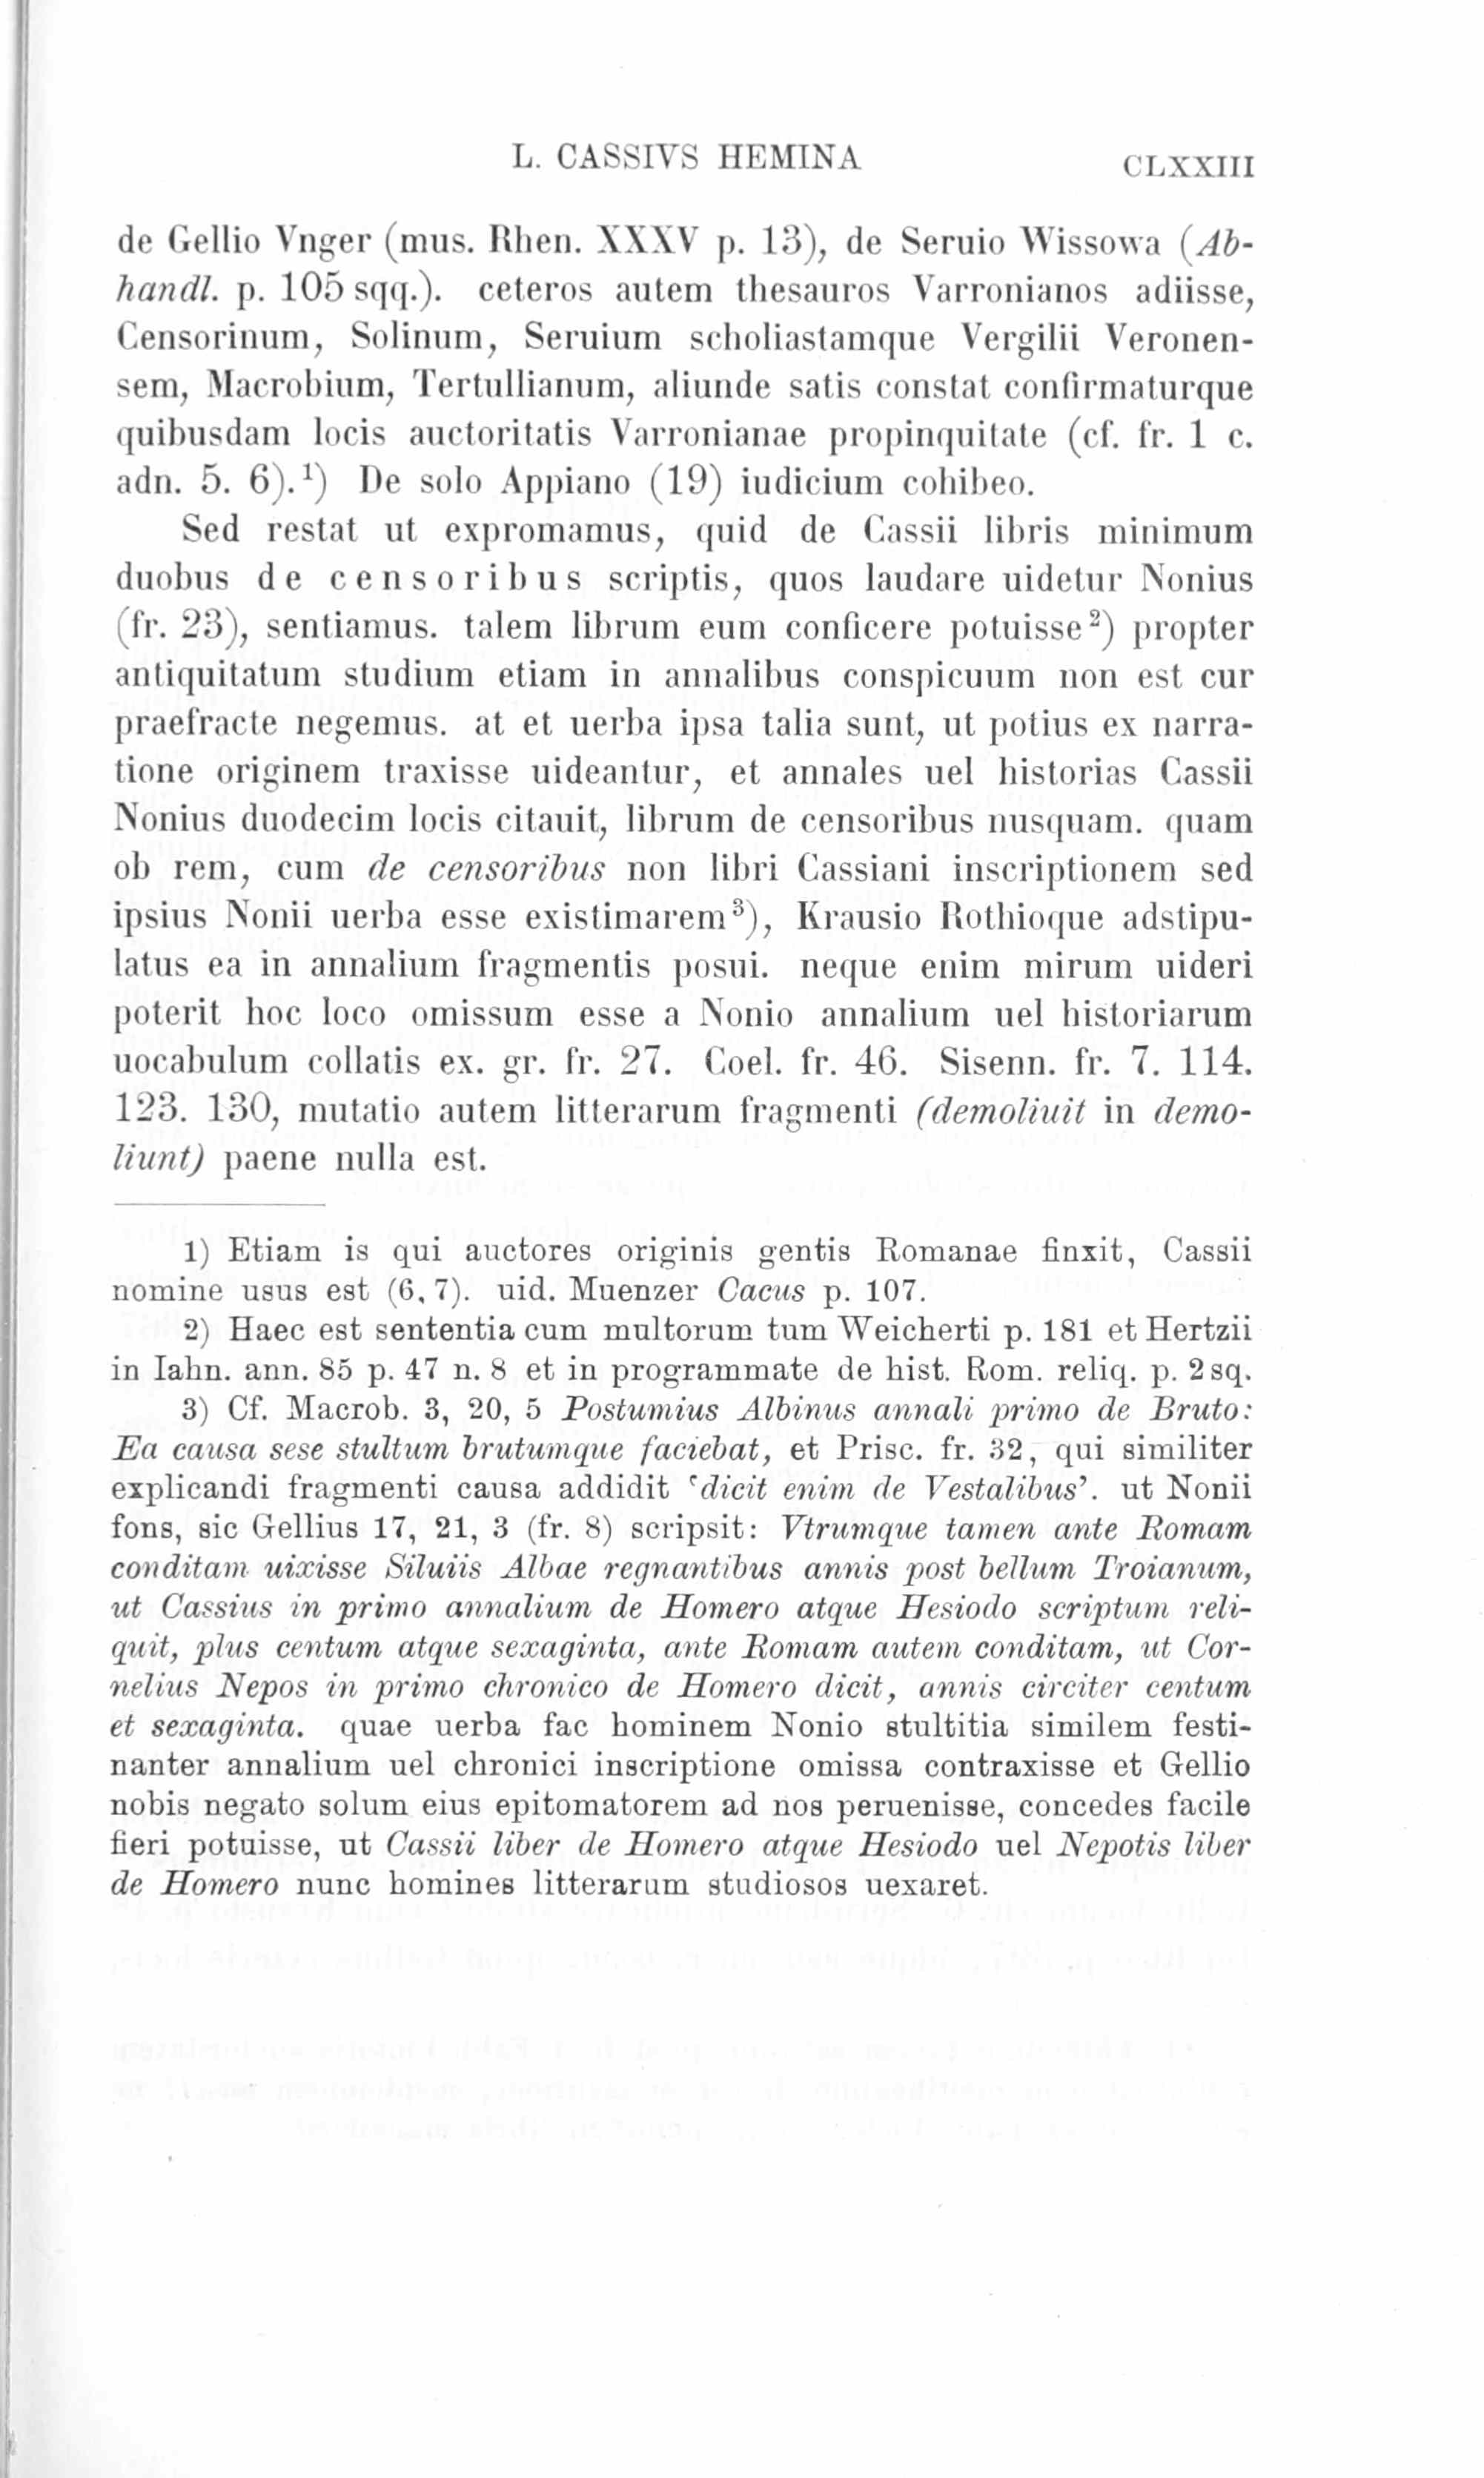 L. CASSIVS HEMINA CLXXIII
de Gellio Vnger (mus. Rhen. XXXV p. 13), de Seruio Wissowa (Ab-
handl. p. 105 sqq.). ceteros autem thesauros Varronianos adiisse,
Censorinum, Solinum, Seruium scholiastamque Vergilii Veronen-
sem, Macrobium, Tertullianum, aliunde satis constat confirmaturque
quibusdam locis auctoritatis Varronianae propinquitate (cf. fr. 1 c.
adn. 5. 6).¹) De solo Appiano (19) iudicium cohibeo.
Sed restat ut expromamus, quid de Cassii libris minimum
duobus de censoribus scriptis, quos laudare uidetur Nonius
(fr. 23), sentiamus. talem librum eum conficere potuisse²) propter
antiquitatum studium etiam in annalibus conspicuum non est cur
praefracte negemus. at et uerba ipsa talia sunt, ut potius ex narra-
tione originem traxisse uideantur, et annales uel historias Cassii
Nonius duodecim locis citauit, librum de censoribus nusquam. quam
ob rem, cum de censoribus non libri Cassiani inscriptionem sed
ipsius Nonii uerba esse existimarem³), Krausio Rothioque adstipu-
latus ea in annalium fragmentis posui. neque enim mirum uideri
poterit hoc loco omissum esse a Nonio annalium uel historiarum
uocabulum collatis ex. gr. fr. 27. Coel. fr. 46. Sisenn. fr. 7. 114.
123. 130, mutatio autem litterarum fragmenti (demoliuit in demo-
liunt) paene nulla est.
1) Etiam is qui auctores originis gentis Romanae finxit, Cassii
nomine usus est (6, 7). uid. Muenzer Cacus p. 107.
2) Haec est sententia cum multorum tum Weicherti p. 181 et Hertzii
in Iahn. ann. 85 p. 47 n. 8 et in programmate de hist. Rom. reliq. p. 2 sq.
3) Cf. Macrob. 3, 20, 5 Postumius Albinus annali primo de Bruto:
Ea causa sese stultum brutumque faciebat, et Prisc. fr. 32, qui similiter
explicandi fragmenti causa addidit ‘dicit enim de Vestalibus’. ut Nonii
fons, sic Gellius 17, 21, 3 (fr. 8) scripsit: Vtrumque tamen ante Romam
conditam uixisse Siluiis Albae regnantibus annis post bellum Troianum,
ut Cassius in primo annalium de Homero atque Hesiodo scriptum reli-
quit, plus centum atque sexaginta, ante Romam autem conditam, ut Cor-
nelius Nepos in primo chronico de Homero dicit, annis circiter centum
et sexaginta. quae uerba fac hominem Nonio stultitia similem festi-
nanter annalium uel chronici inscriptione omissa contraxisse et Gellio
nobis negato solum eius epitomatorem ad nos peruenisse, concedes facile
fieri potuisse, ut Cassii liber de Homero atque Hesiodo uel Nepotis liber
de Homero nunc homines litterarum studiosos uexaret.